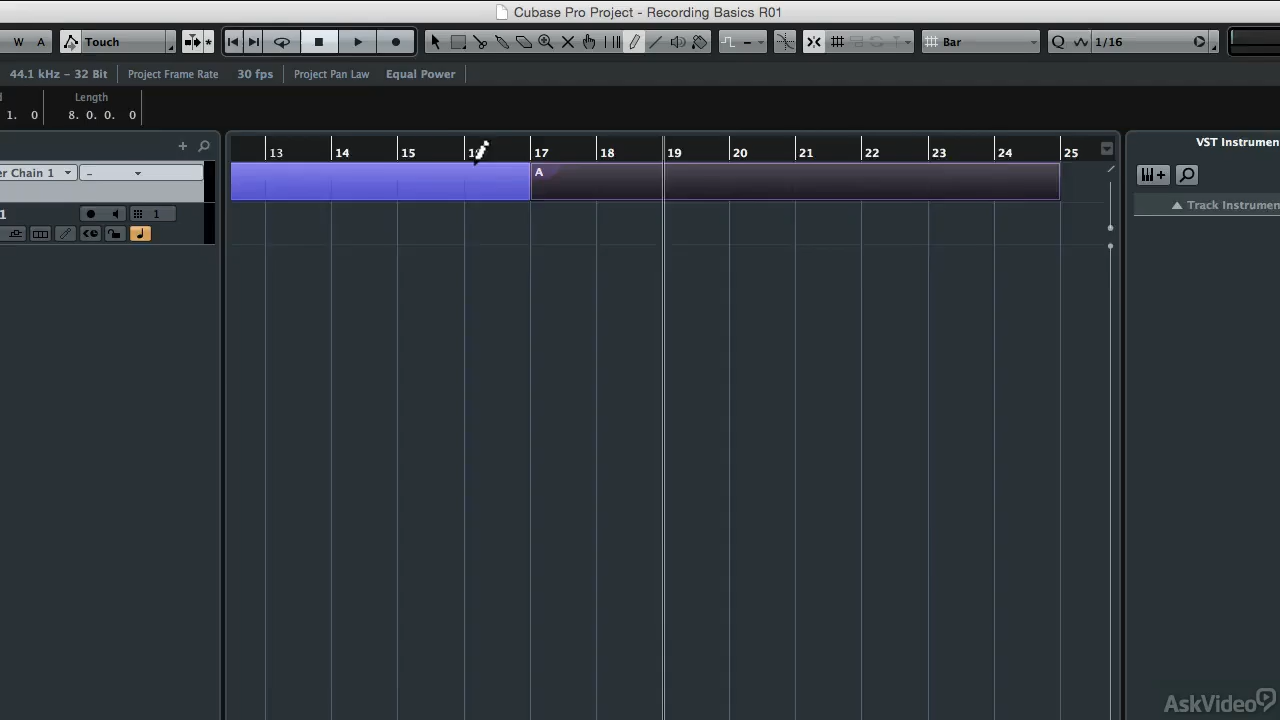 Cubase Pro Project - Recording Basics R01
W A Touch Bar Q 1/16
44.1 kHz - 32 Bit Project Frame Rate 30 fps Project Pan Law Equal Power
d Length
1. 0 8. 0. 0. 0
13 14 15 17 18 19 20 21 22 23 24 25 VST Instrumen
er Chain 1 - A
Track Instrumen
1 1
AskVideo